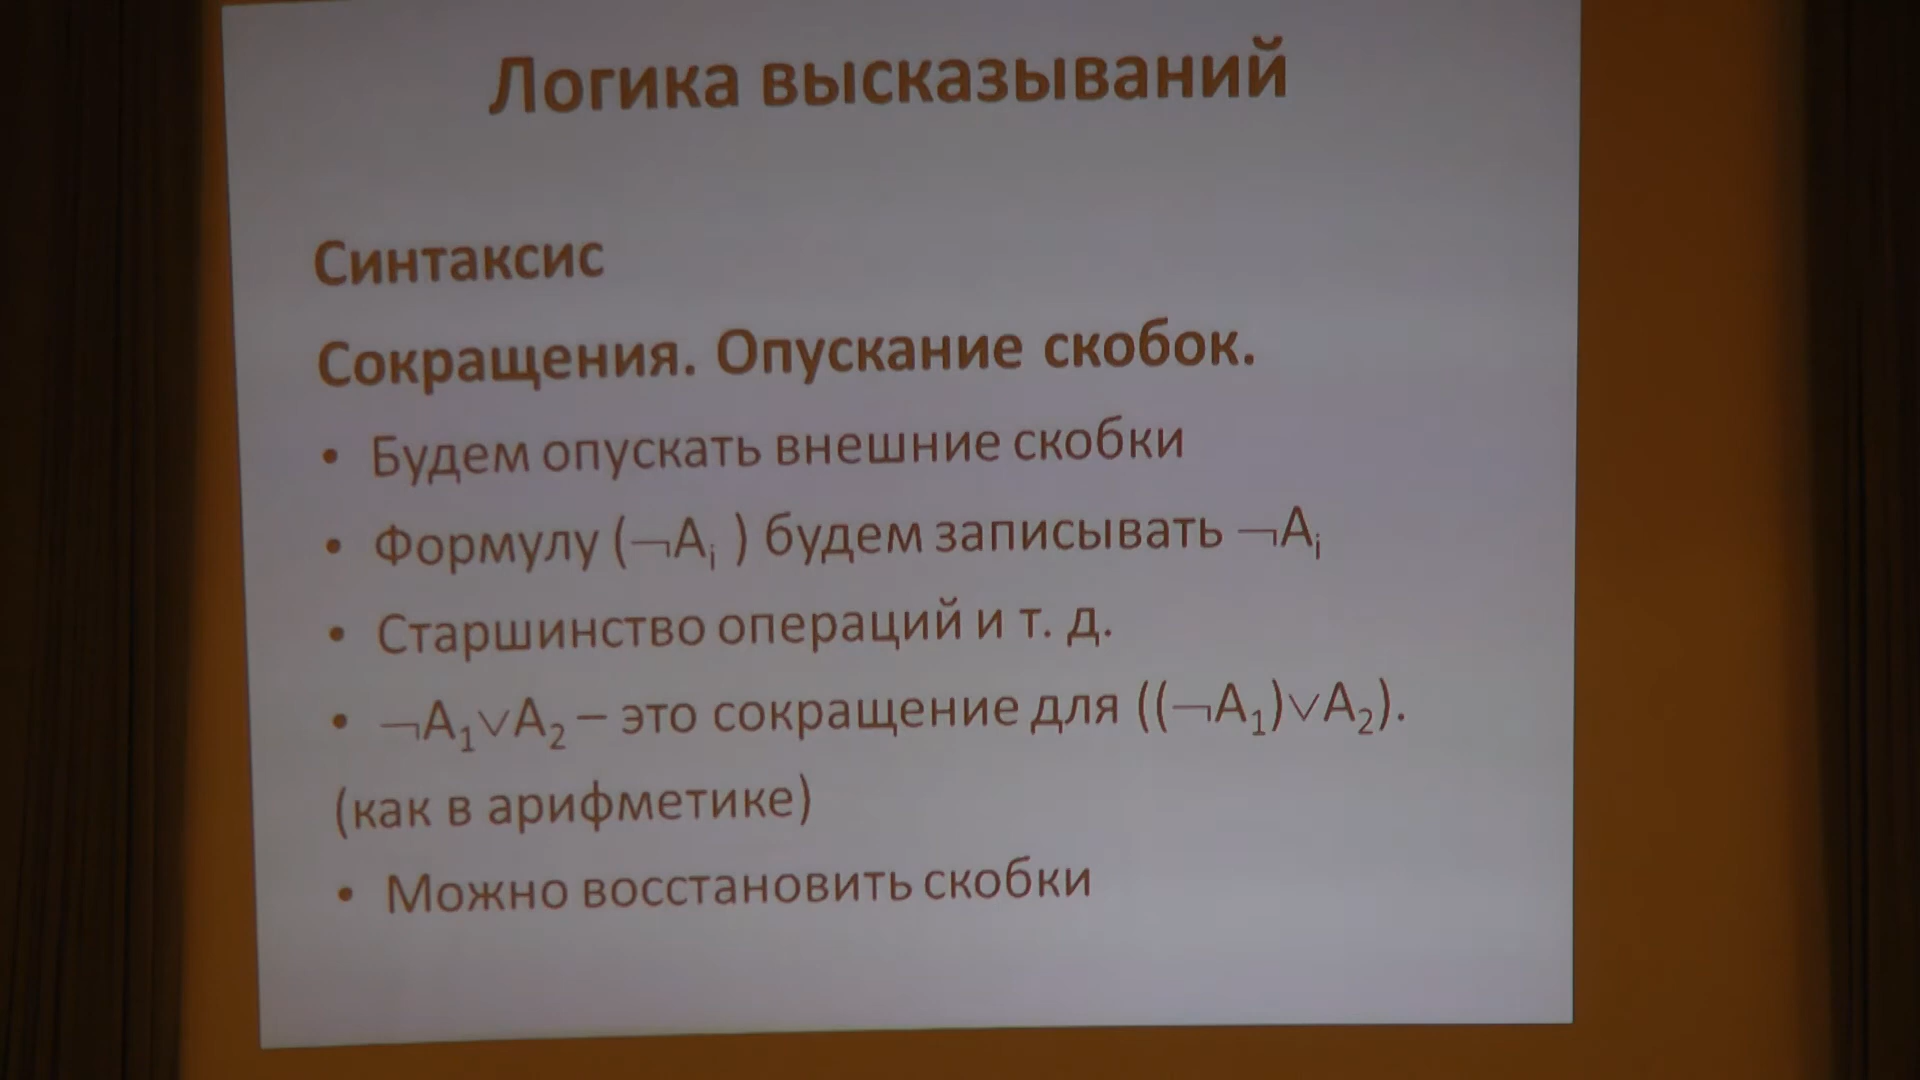 Логика высказываний
Синтаксис
Сокращения. Опускание скобок.
• Будем опускать внешние скобки
• Формулу (¬Aᵢ ) будем записывать ¬Aᵢ
• Старшинство операций и т. д.
• ¬A₁∨A₂ – это сокращение для ((¬A₁)∨A₂).
(как в арифметике)
• Можно восстановить скобки